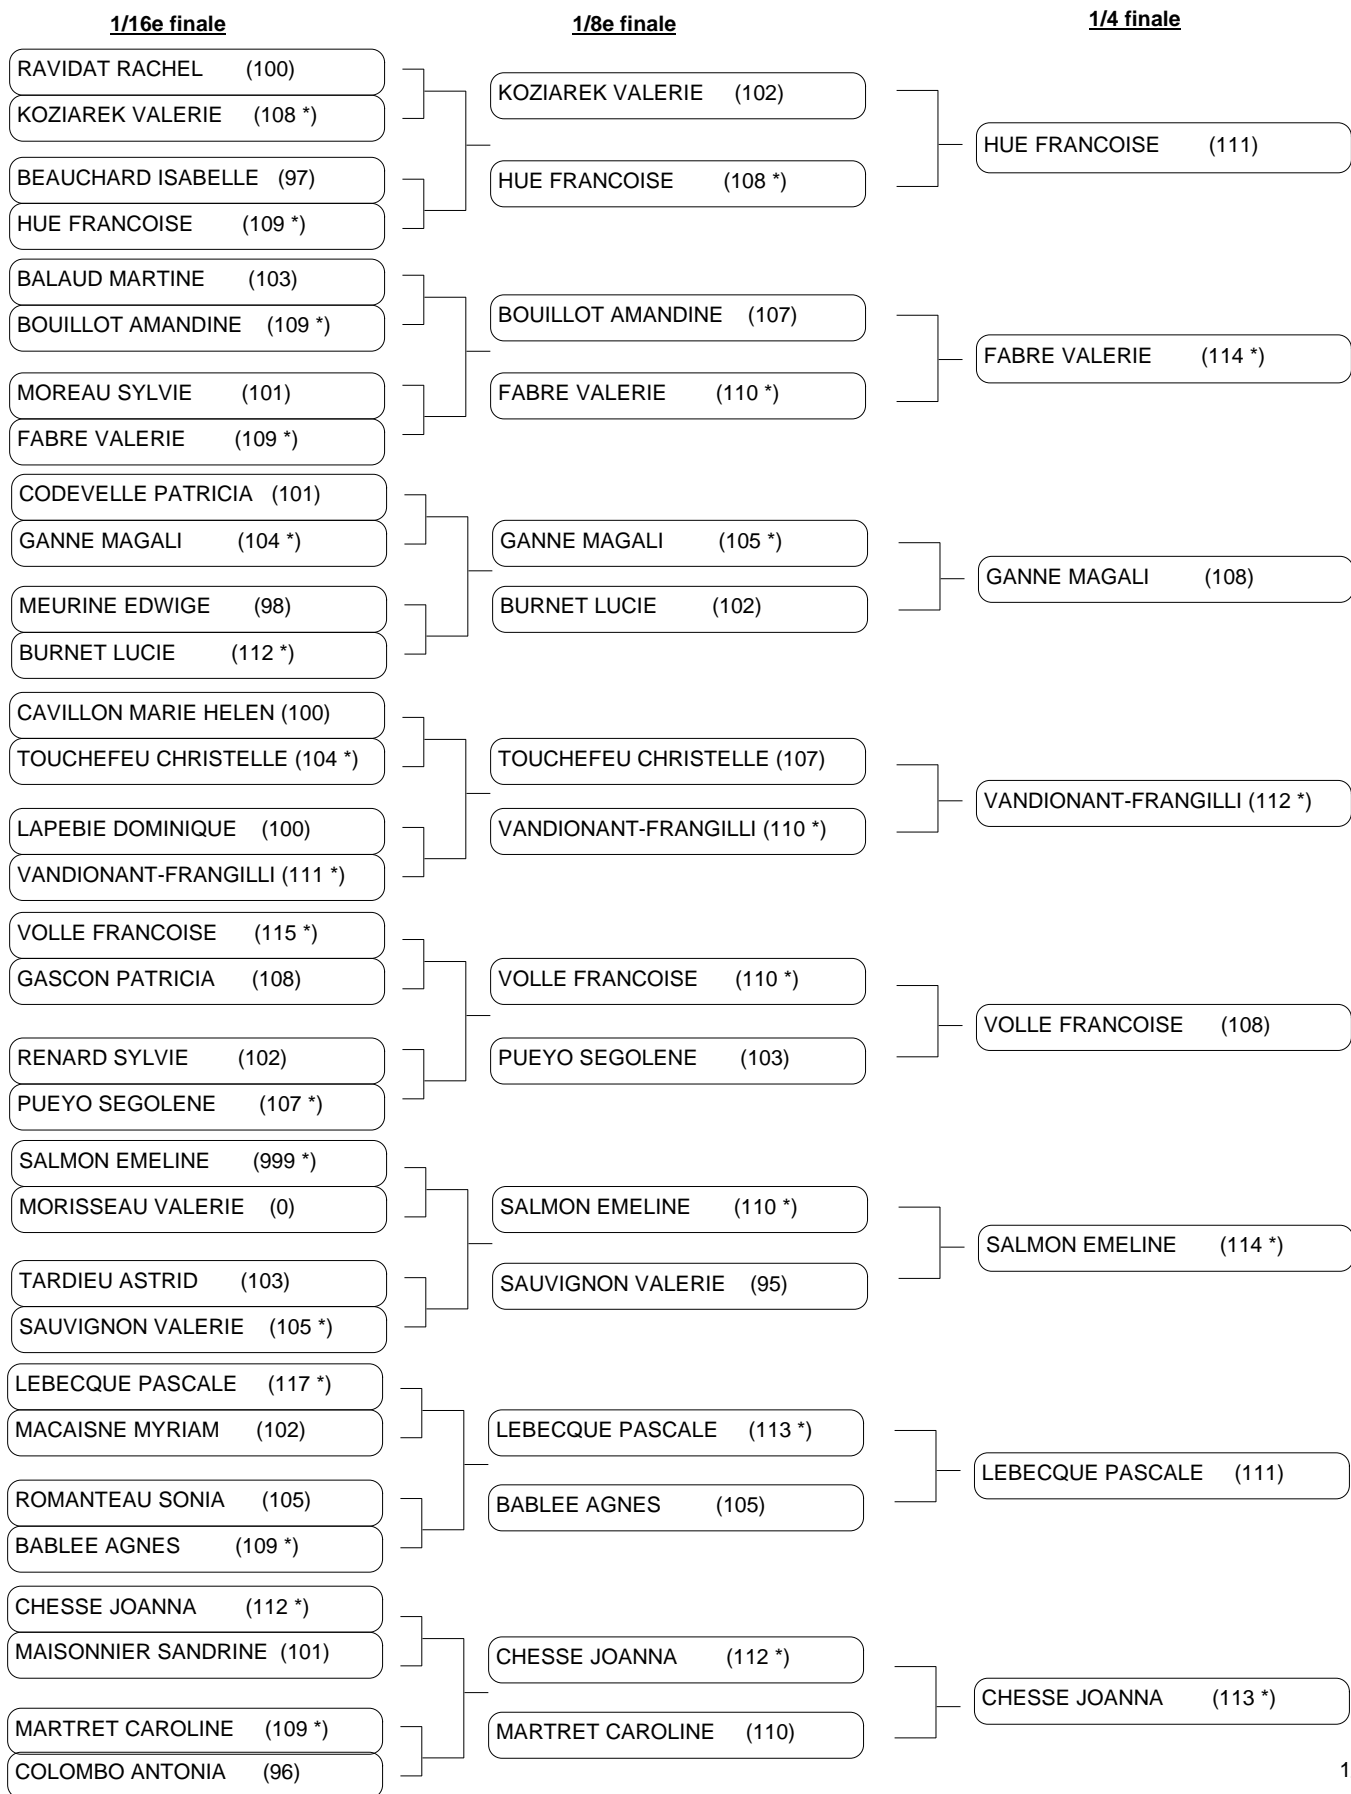 1/16e finale
RAVIDAT RACHEL (100)
KOZIAREK VALERIE (108 *)
BEAUCHARD ISABELLE (97)
HUE FRANCOISE (109 *)
BALAUD MARTINE (103)
BOUILLOT AMANDINE (109 *)
MOREAU SYLVIE (101)
FABRE VALERIE (109 *)
CODEVELLE PATRICIA (101)
GANNE MAGALI (104 *)
MEURINE EDWIGE (98)
BURNET LUCIE (112 *)
CAVILLON MARIE HELEN (100)
TOUCHEFEU CHRISTELLE (104 *)
LAPEBIE DOMINIQUE (100)
VANDIONANT-FRANGILLI (111 *)
VOLLE FRANCOISE (115 *)
GASCON PATRICIA (108)
RENARD SYLVIE (102)
PUEYO SEGOLENE (107 *)
SALMON EMELINE (999 *)
MORISSEAU VALERIE (0)
TARDIEU ASTRID (103)
SAUVIGNON VALERIE (105 *)
LEBECQUE PASCALE (117 *)
MACAISNE MYRIAM (102)
ROMANTEAU SONIA (105)
BABLEE AGNES (109 *)
CHESSE JOANNA (112 *)
MAISONNIER SANDRINE (101)
MARTRET CAROLINE (109 *)
COLOMBO ANTONIA (96)
1/8e finale
KOZIAREK VALERIE (102)
HUE FRANCOISE (108 *)
BOUILLOT AMANDINE (107)
FABRE VALERIE (110 *)
GANNE MAGALI (105 *)
BURNET LUCIE (102)
TOUCHEFEU CHRISTELLE (107)
VANDIONANT-FRANGILLI (110 *)
VOLLE FRANCOISE (110 *)
PUEYO SEGOLENE (103)
SALMON EMELINE (110 *)
SAUVIGNON VALERIE (95)
LEBECQUE PASCALE (113 *)
BABLEE AGNES (105)
CHESSE JOANNA (112 *)
MARTRET CAROLINE (110)
1/4 finale
HUE FRANCOISE (111)
FABRE VALERIE (114 *)
GANNE MAGALI (108)
VANDIONANT-FRANGILLI (112 *)
VOLLE FRANCOISE (108)
SALMON EMELINE (114 *)
LEBECQUE PASCALE (111)
CHESSE JOANNA (113 *)
1